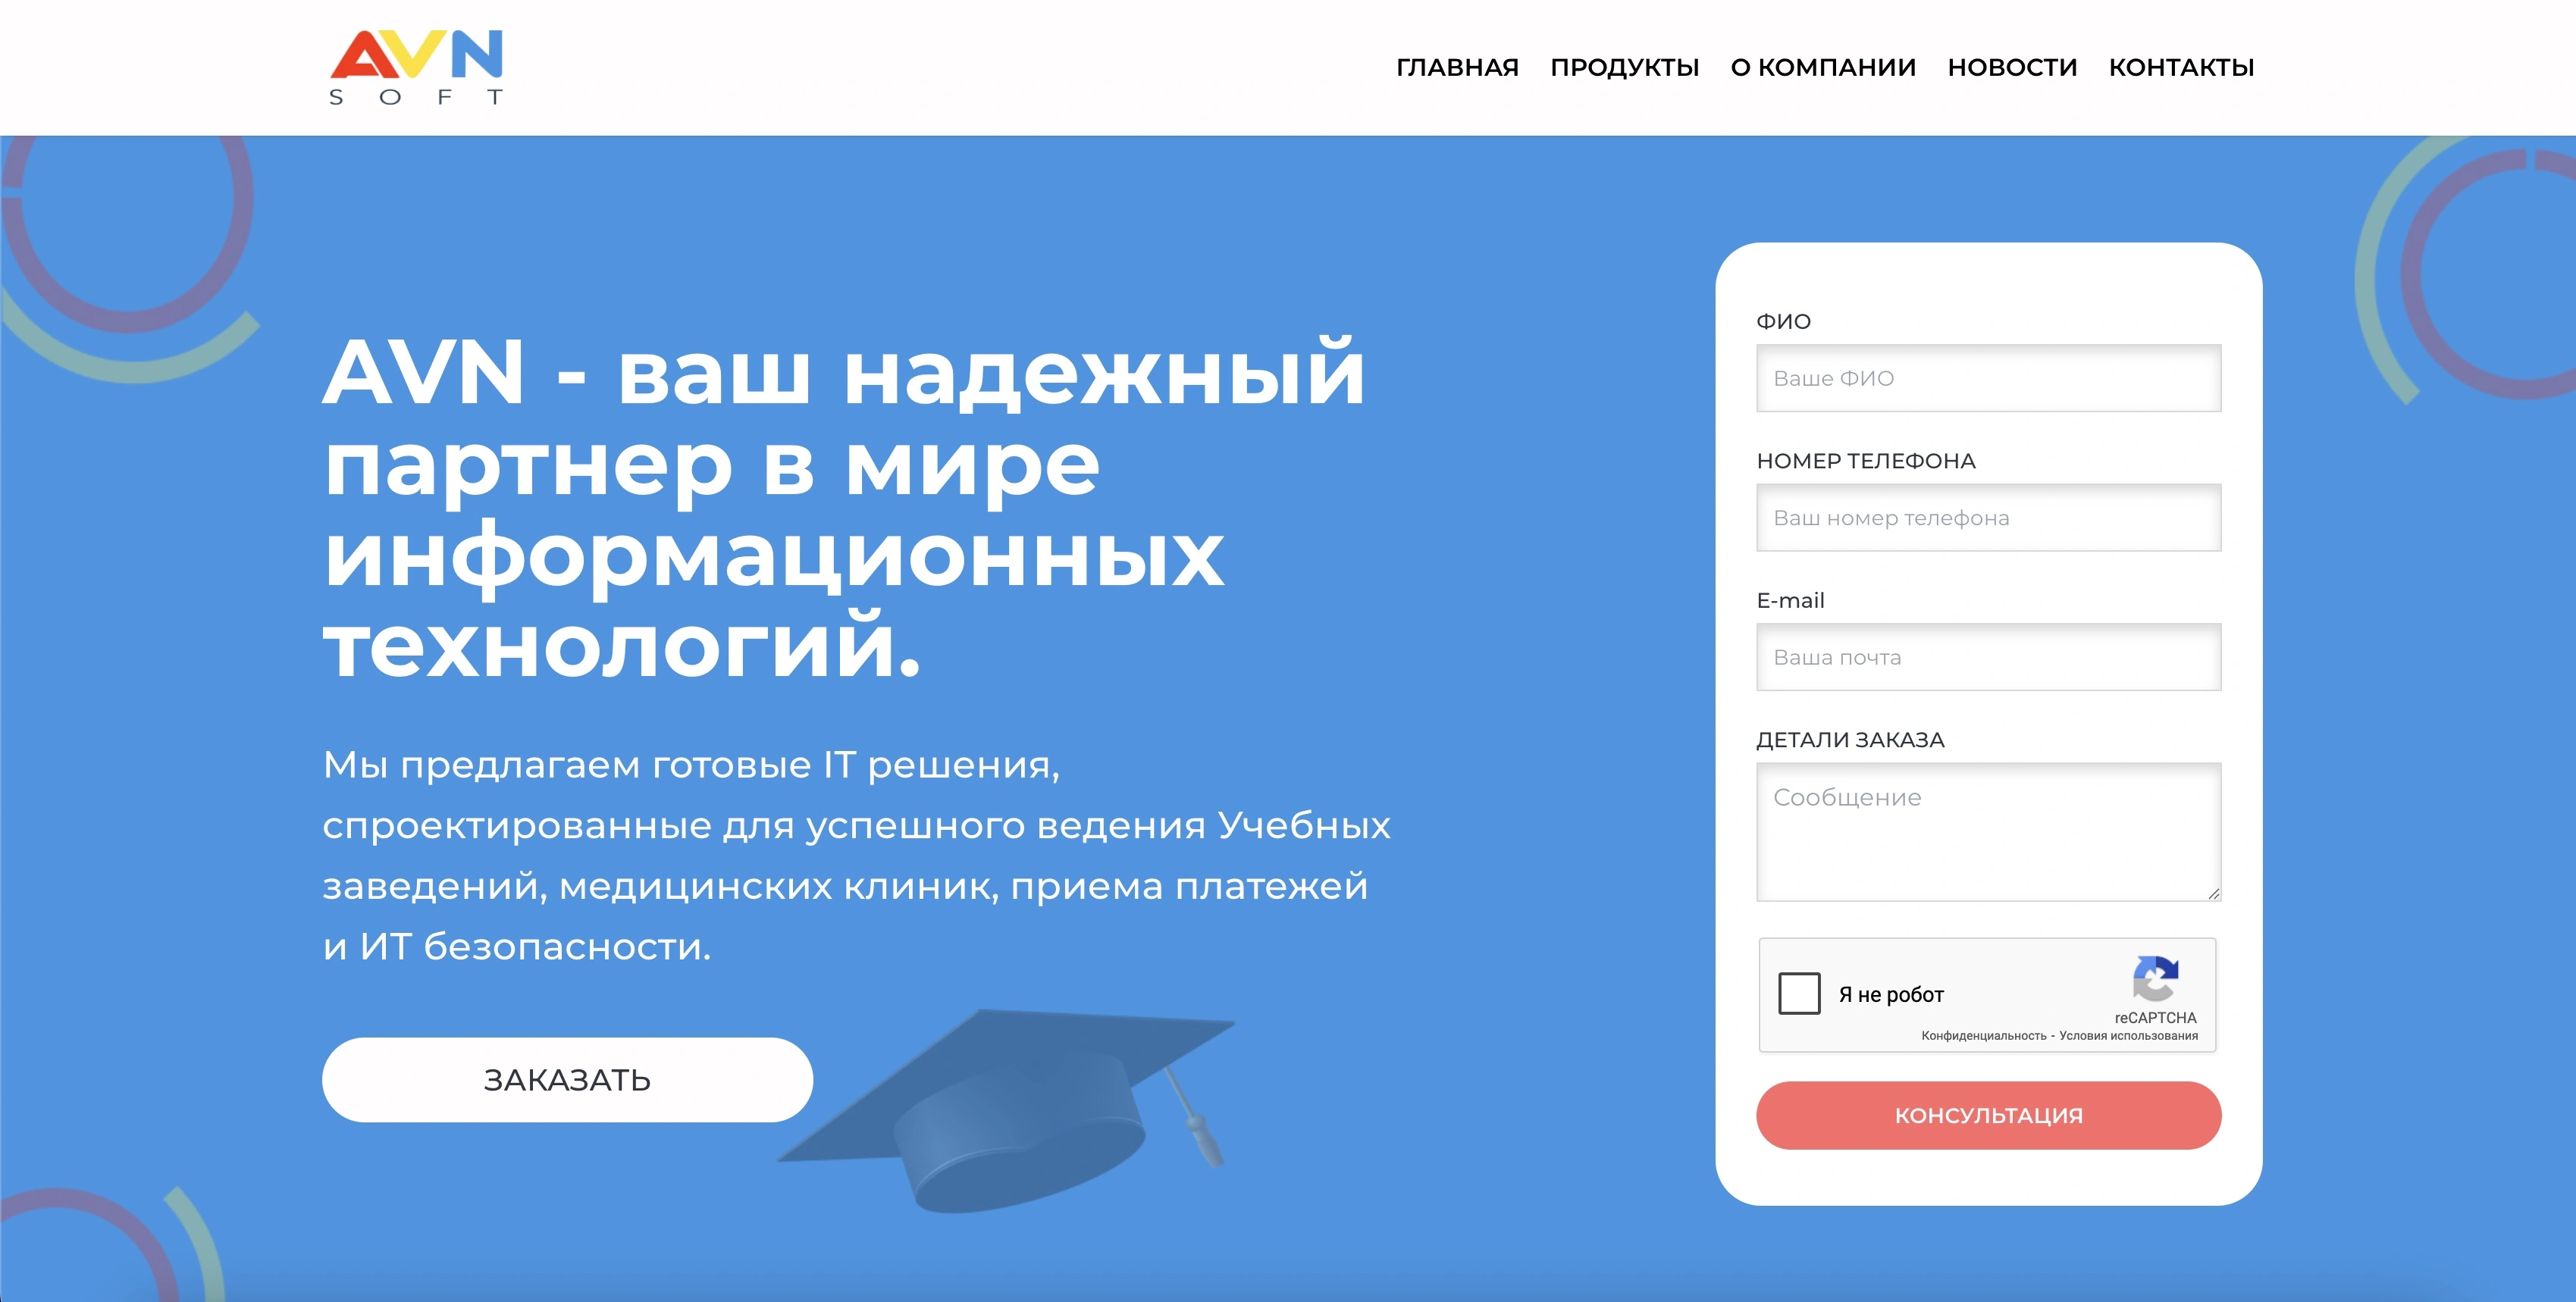 AVN
SOFT
ГЛАВНАЯ ПРОДУКТЫ О КОМПАНИИ НОВОСТИ КОНТАКТЫ
AVN - ваш надежный
партнер в мире
информационных
технологий.
Мы предлагаем готовые IT решения,
спроектированные для успешного ведения Учебных
заведений, медицинских клиник, приема платежей
и ИТ безопасности.
ЗАКАЗАТЬ
ФИО
Ваше ФИО
НОМЕР ТЕЛЕФОНА
Ваш номер телефона
E-mail
Ваша почта
ДЕТАЛИ ЗАКАЗА
Сообщение
Я не робот
reCAPTCHA
Конфиденциальность - Условия использования
КОНСУЛЬТАЦИЯ